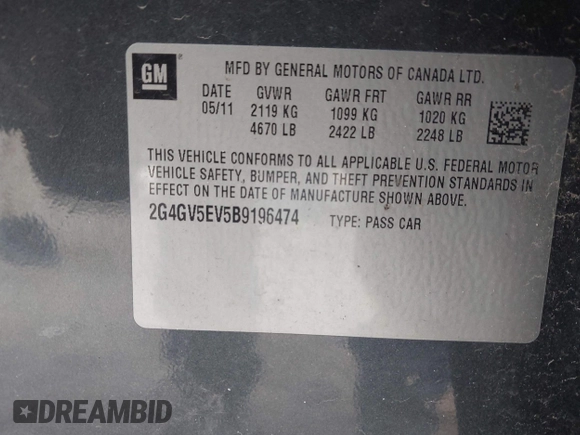 GM
MFD BY GENERAL MOTORS OF CANADA LTD.
DATE GVWR GAWR FRT GAWR RR
05/11 2119 KG 1099 KG 1020 KG
4670 LB 2422 LB 2248 LB
THIS VEHICLE CONFORMS TO ALL APPLICABLE U.S. FEDERAL MOTOR
VEHICLE SAFETY, BUMPER, AND THEFT PREVENTION STANDARDS IN
EFFECT ON THE DATE OF MANUFACTURE SHOWN ABOVE.
2G4GV5EV5B9196474 TYPE: PASS CAR
DREAMBID